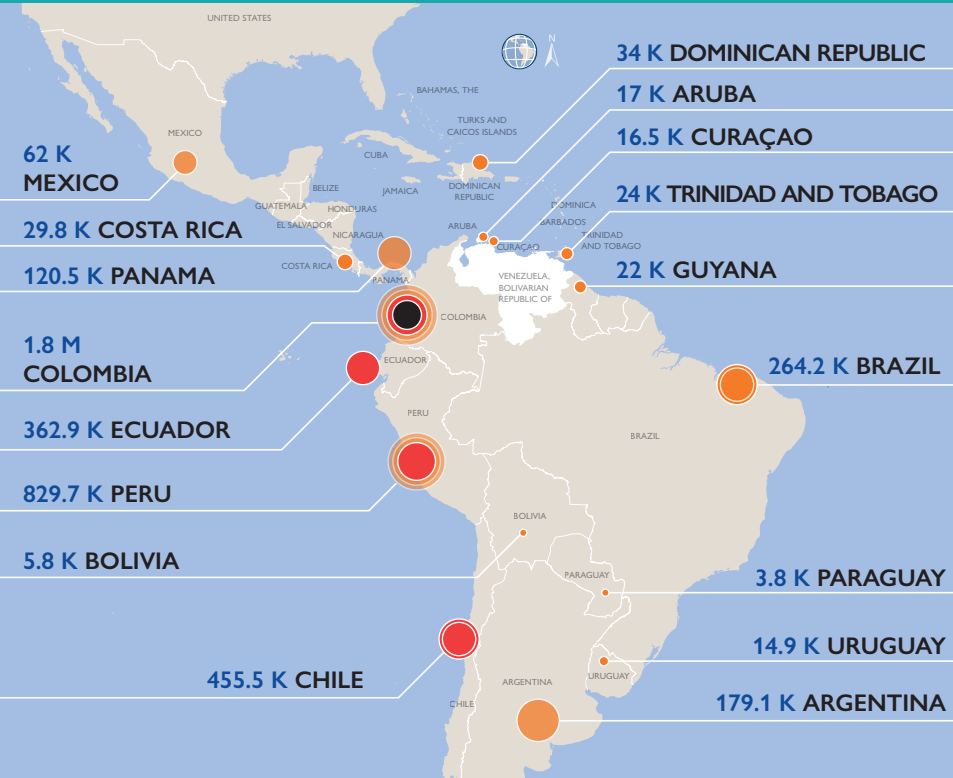 UNITED STATES
N
34 K DOMINICAN REPUBLIC
BAHAMAS, THE
17 K ARUBA
TURKS AND
CAICOS ISLANDS
16.5 K CURAÇAO
MEXICO
62 K
MEXICO
CUBA
BELIZE
JAMAICA
DOMINICAN
REPUBLIC
24 K TRINIDAD AND TOBAGO
GUATEMALA
HONDURAS
DOMINICA
EL SALVADOR
BARBADOS
29.8 K COSTA RICA
NICARAGUA
ARUBA
CURAÇAO
TRINIDAD
AND TOBAGO
COSTA RICA
120.5 K PANAMA
PANAMA
VENEZUELA,
BOLIVARIAN
REPUBLIC OF
22 K GUYANA
COLOMBIA
1.8 M
COLOMBIA
ECUADOR
264.2 K BRAZIL
PERU
362.9 K ECUADOR
BRAZIL
829.7 K PERU
BOLIVIA
5.8 K BOLIVIA
PARAGUAY
3.8 K PARAGUAY
14.9 K URUGUAY
URUGUAY
455.5 K CHILE
ARGENTINA
CHILE
179.1 K ARGENTINA